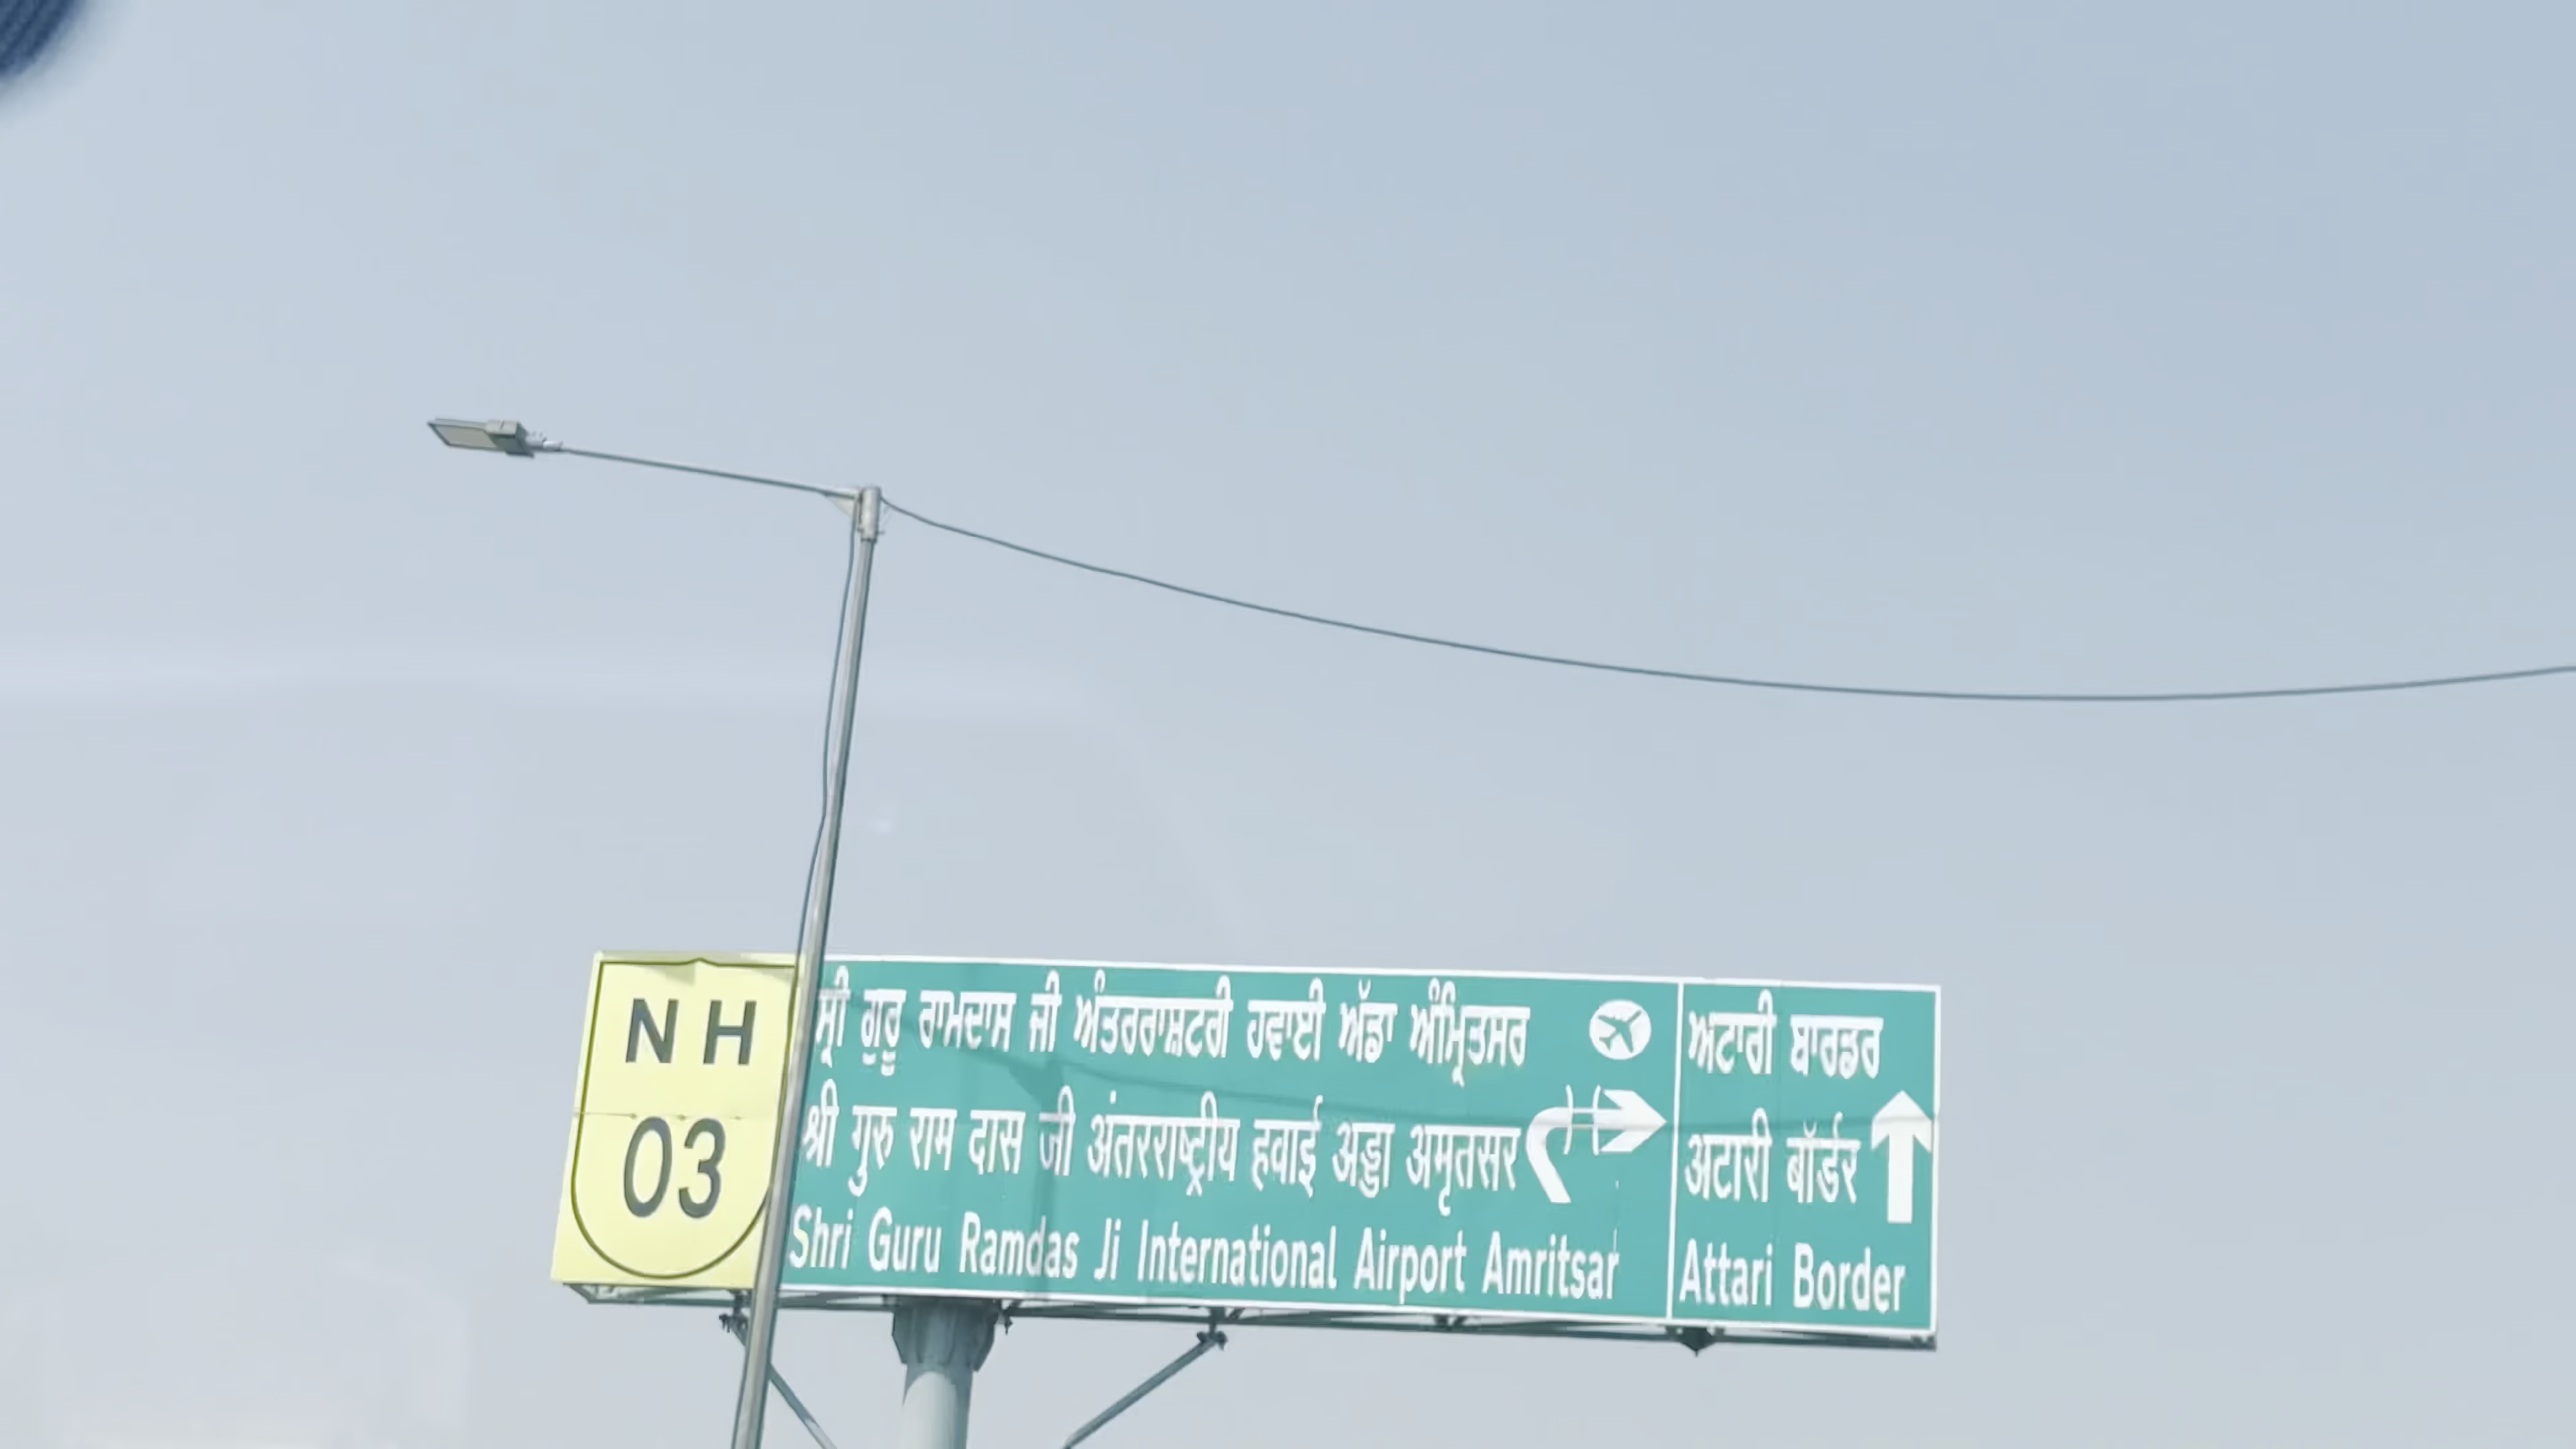 NH
03
ਸ੍ਰੀ ਗੁਰੂ ਰਾਮਦਾਸ ਜੀ ਅੰਤਰਰਾਸ਼ਟਰੀ ਹਵਾਈ ਅੱਡਾ ਅੰਮ੍ਰਿਤਸਰ
श्री गुरु राम दास जी अंतरराष्ट्रीय हवाई अड्डा अमृतसर
Shri Guru Ramdas Ji International Airport Amritsar
ਅਟਾਰੀ ਬਾਰਡਰ
अटारी बॉर्डर
Attari Border